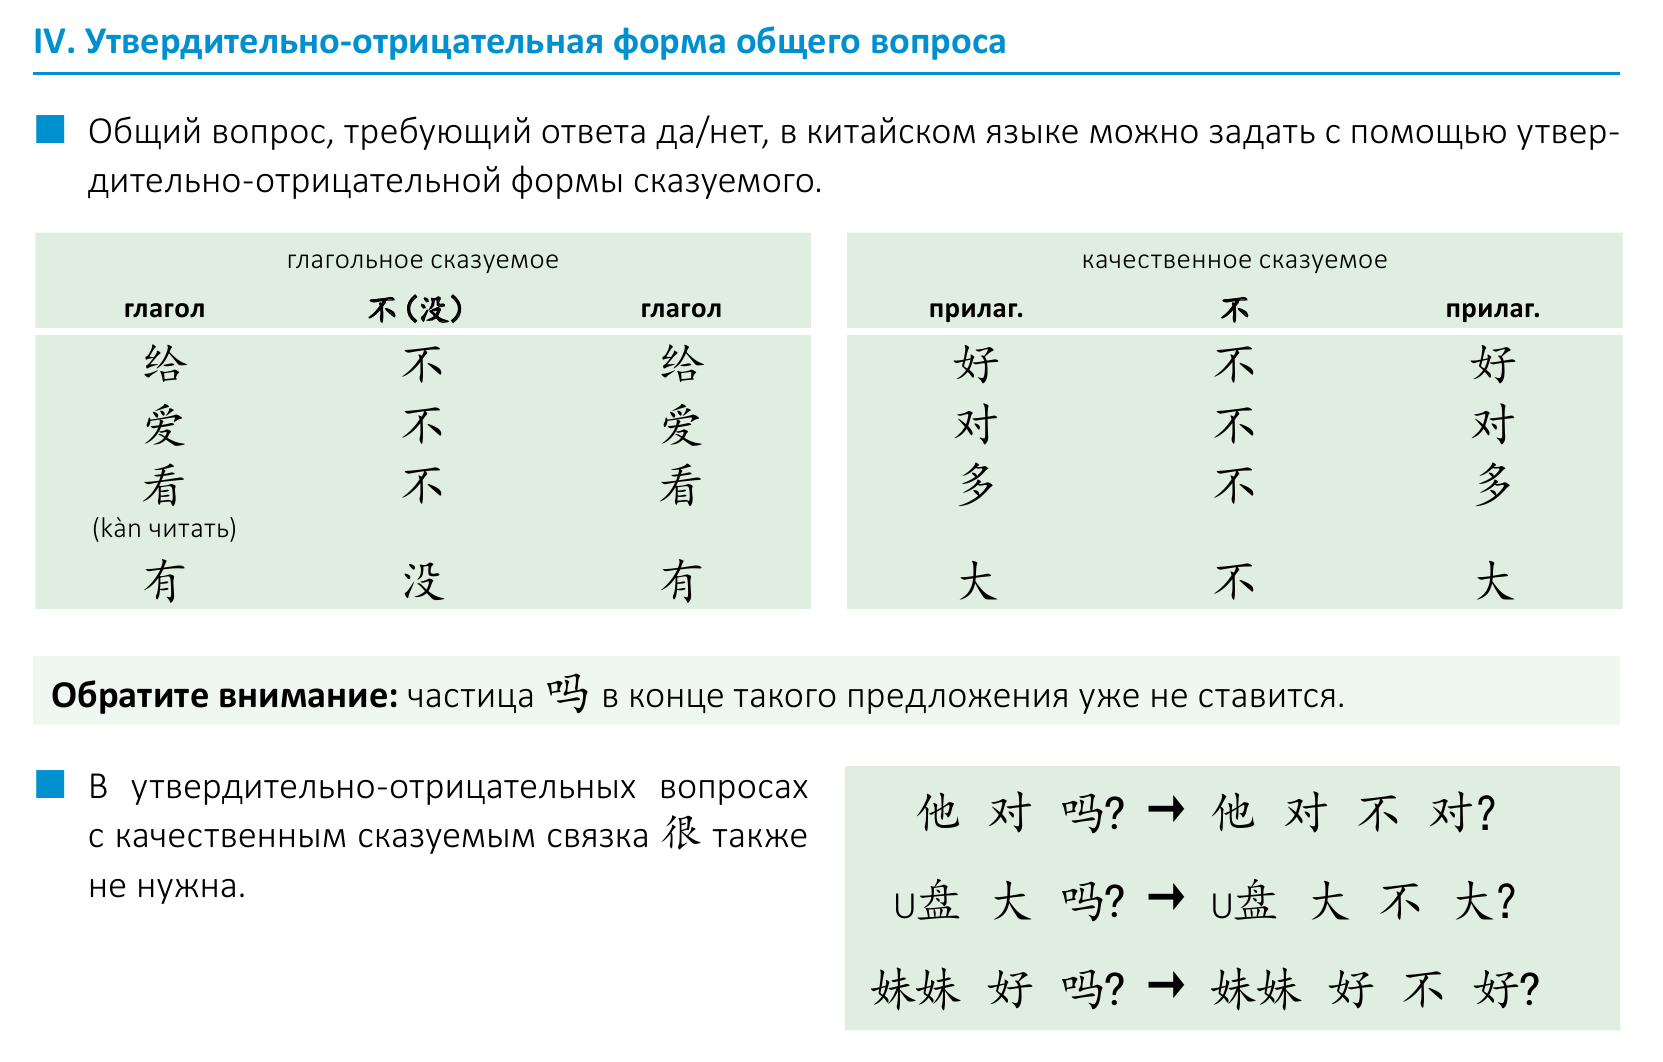 IV. Утвердительно-отрицательная форма общего вопроса
Общий вопрос, требующий ответа да/нет, в китайском языке можно задать с помощью утвер-
дительно-отрицательной формы сказуемого.
глагольное сказуемое
глагол 不(没) глагол
给 不 给
爱 不 爱
看 不 看
(kàn читать)
有 没 有
качественное сказуемое
прилаг. 不 прилаг.
好 不 好
对 不 对
多 不 多
大 不 大
Обратите внимание: частица 吗 в конце такого предложения уже не ставится.
В утвердительно-отрицательных вопросах
с качественным сказуемым связка 很 также
не нужна.
他 对 吗? → 他 对 不 对?
U盘 大 吗? → U盘 大 不 大?
妹妹 好 吗? → 妹妹 好 不 好?